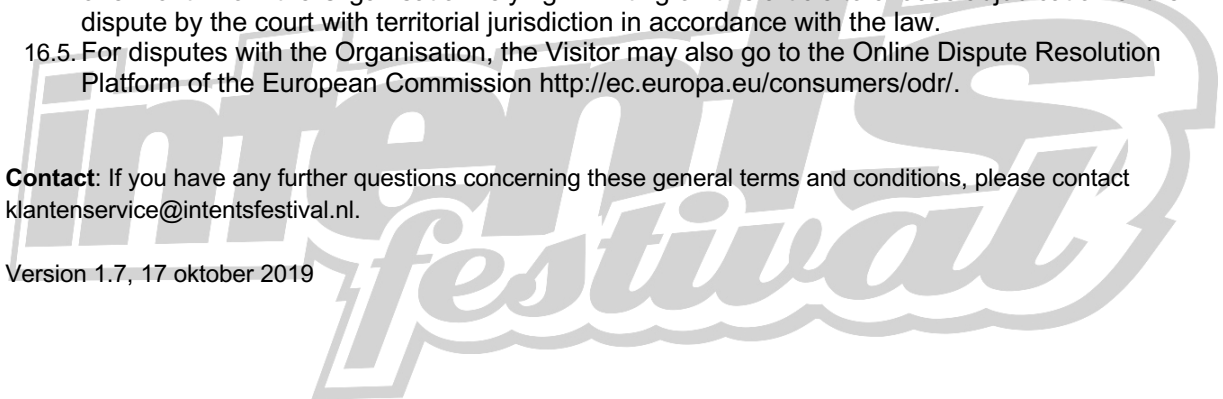 dispute by the court with territorial jurisdiction in accordance with the law.
16.5. For disputes with the Organisation, the Visitor may also go to the Online Dispute Resolution
Platform of the European Commission http://ec.europa.eu/consumers/odr/.
intents
festival
Contact: If you have any further questions concerning these general terms and conditions, please contact
klantenservice@intentsfestival.nl.
Version 1.7, 17 oktober 2019